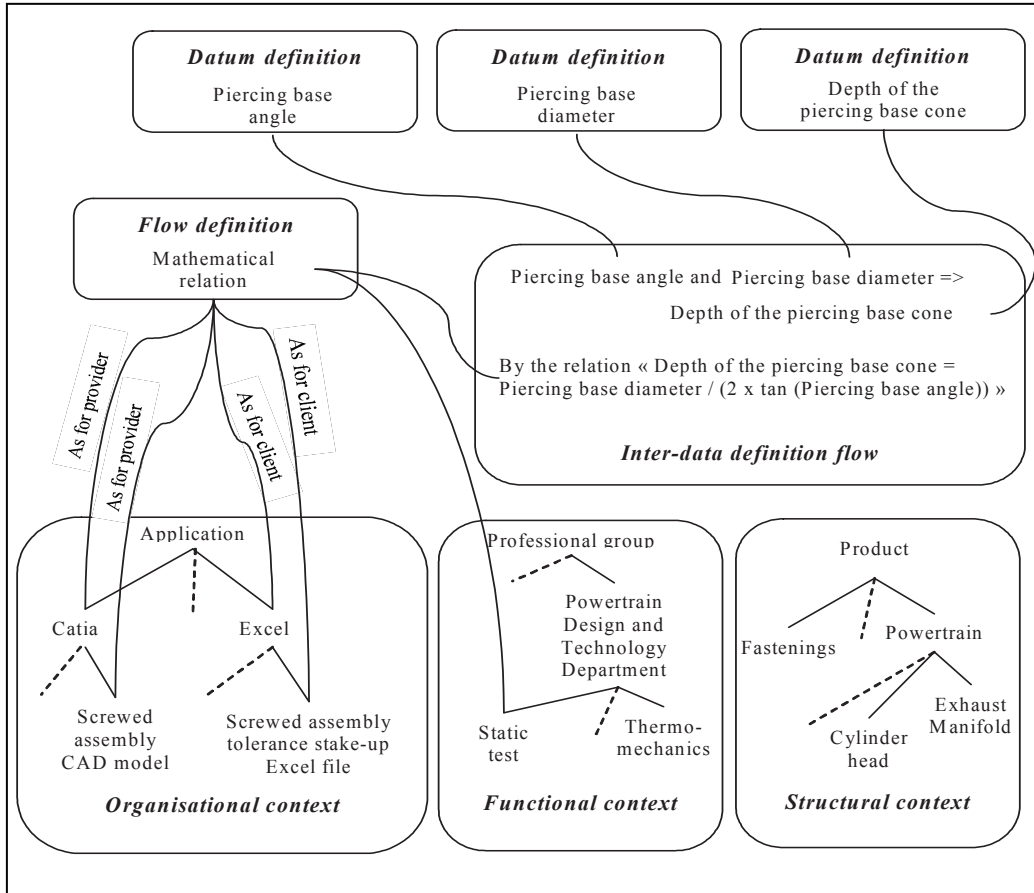 Datum definition
Piercing base
angle
Datum definition
Piercing base
diameter
Datum definition
Depth of the
piercing base cone
Flow definition
Mathematical
relation
Piercing base angle and Piercing base diameter =>
Depth of the piercing base cone
By the relation « Depth of the piercing base cone =
Piercing base diameter / (2 x tan (Piercing base angle)) »
Inter-data definition flow
As for provider
As for provider
As for client
As for client
Application
Catia
Excel
Screwed
assembly
CAD model
Screwed assembly
tolerance stake-up
Excel file
Organisational context
Professional group
Powertrain
Design and
Technology
Department
Static
test
Thermo-
mechanics
Functional context
Product
Fastenings
Powertrain
Cylinder
head
Exhaust
Manifold
Structural context